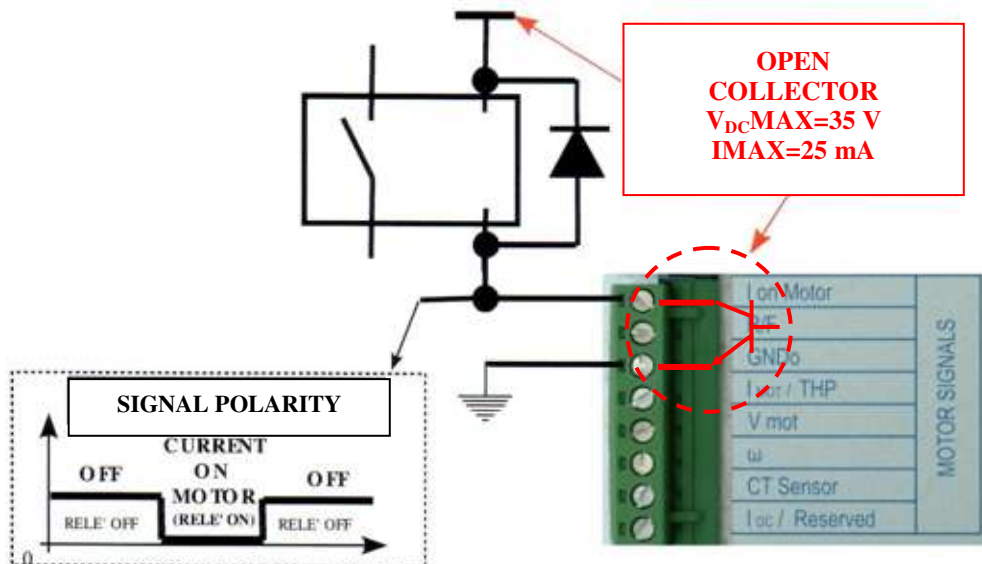 OPEN
COLLECTOR
VDCMAX=35 V
IMAX=25 mA
I on Motor
R/F
GNDo
/ THP
V mot
ω
CT Sensor
I oc / Reserved
MOTOR SIGNALS
SIGNAL POLARITY
CURRENT
ON
MOTOR
(RELE' ON)
OFF
OFF
RELE' OFF
RELE' OFF
0